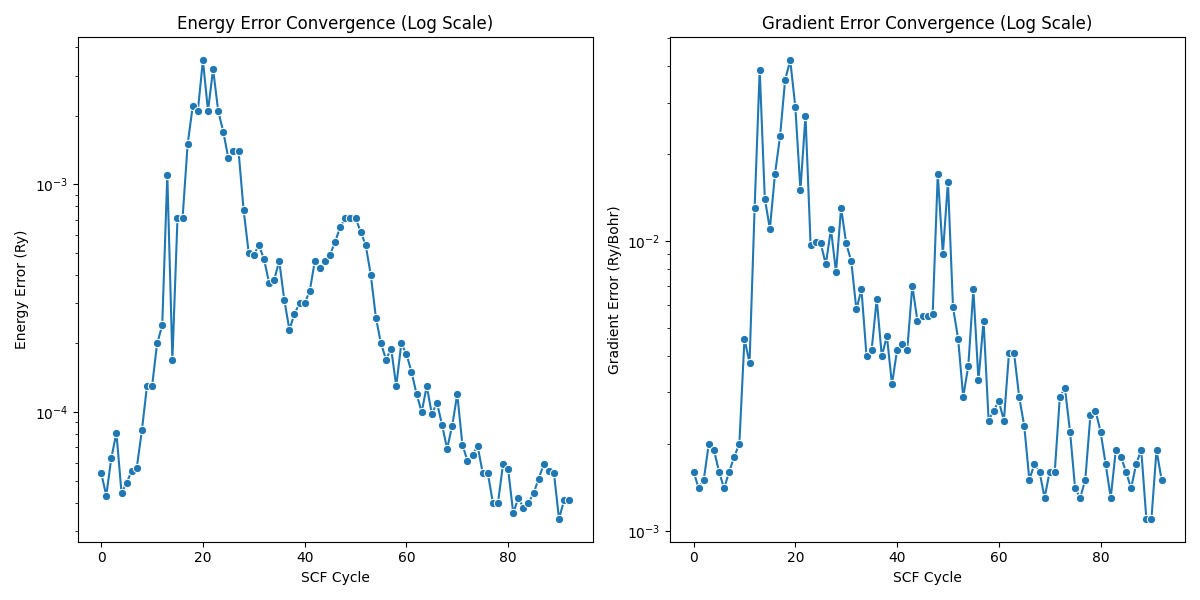 Energy Error Convergence (Log Scale)
Energy Error (Ry)
10⁻³
10⁻⁴
0 20 40 60 80
SCF Cycle
Gradient Error Convergence (Log Scale)
Gradient Error (Ry/Bohr)
10⁻²
10⁻³
0 20 40 60 80
SCF Cycle